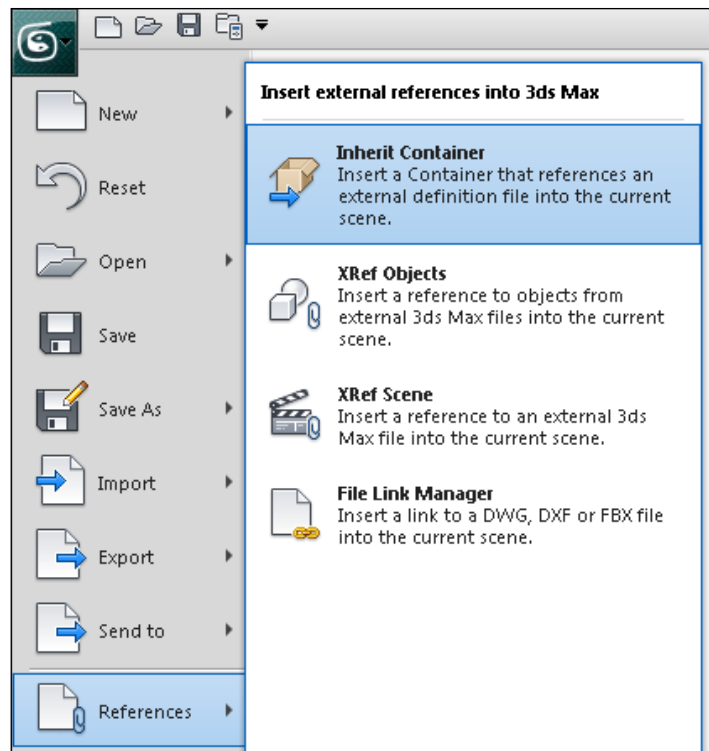 New
Reset
Open
Save
Save As
Import
Export
Send to
References
Insert external references into 3ds Max
Inherit Container
Insert a Container that references an
external definition file into the current
scene.
XRef Objects
Insert a reference to objects from
external 3ds Max files into the current
scene.
XRef Scene
Insert a reference to an external 3ds
Max file into the current scene.
File Link Manager
Insert a link to a DWG, DXF or FBX file
into the current scene.